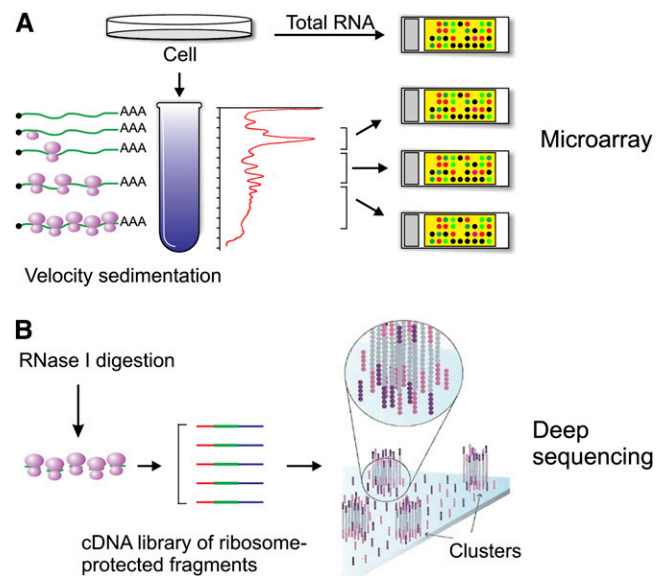 A
Total RNA
Cell
AAA
AAA
AAA
AAA
AAA
Microarray
Velocity sedimentation
B
RNase I digestion
Deep
sequencing
cDNA library of ribosome-
protected fragments
Clusters